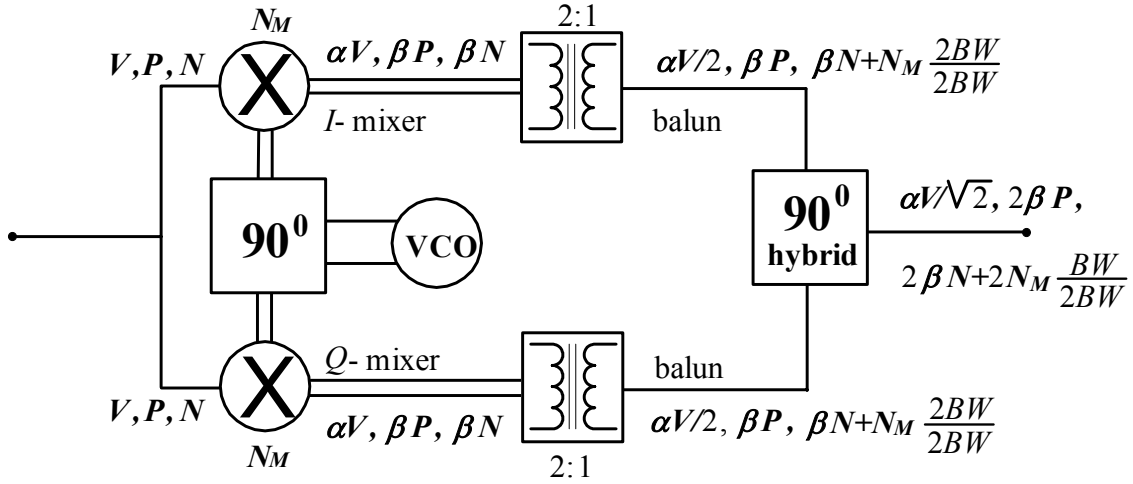 N_M
2:1
V, P, N
αV, βP, βN
αV/2, βP, βN+N_M 2BW/2BW
I- mixer
balun
90⁰
VCO
90⁰
hybrid
αV/√2, 2βP,
2βN+2N_M BW/2BW
Q- mixer
balun
V, P, N
αV, βP, βN
αV/2, βP, βN+N_M 2BW/2BW
N_M
2:1